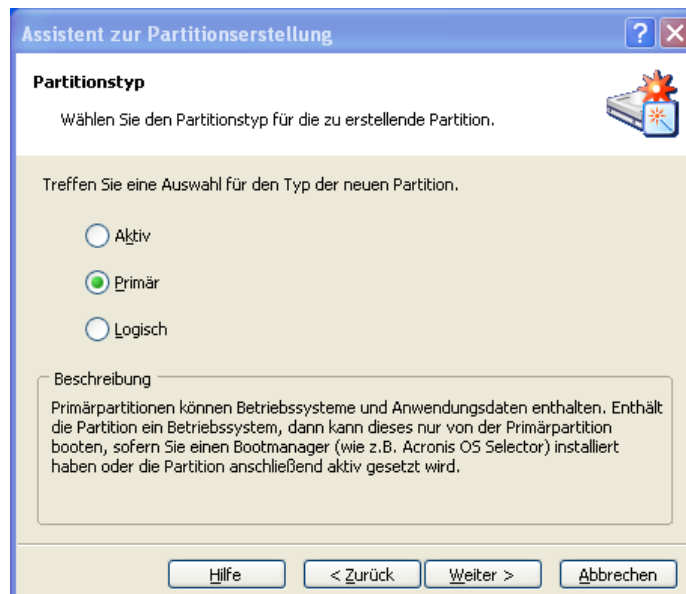 Assistent zur Partitionserstellung
Partitionstyp
Wählen Sie den Partitionstyp für die zu erstellende Partition.
Treffen Sie eine Auswahl für den Typ der neuen Partition.
Aktiv
Primär
Logisch
Beschreibung
Primärpartitionen können Betriebssysteme und Anwendungsdaten enthalten. Enthält
die Partition ein Betriebssystem, dann kann dieses nur von der Primärpartition
booten, sofern Sie einen Bootmanager (wie z.B. Acronis OS Selector) installiert
haben oder die Partition anschließend aktiv gesetzt wird.
Hilfe < Zurück Weiter > Abbrechen